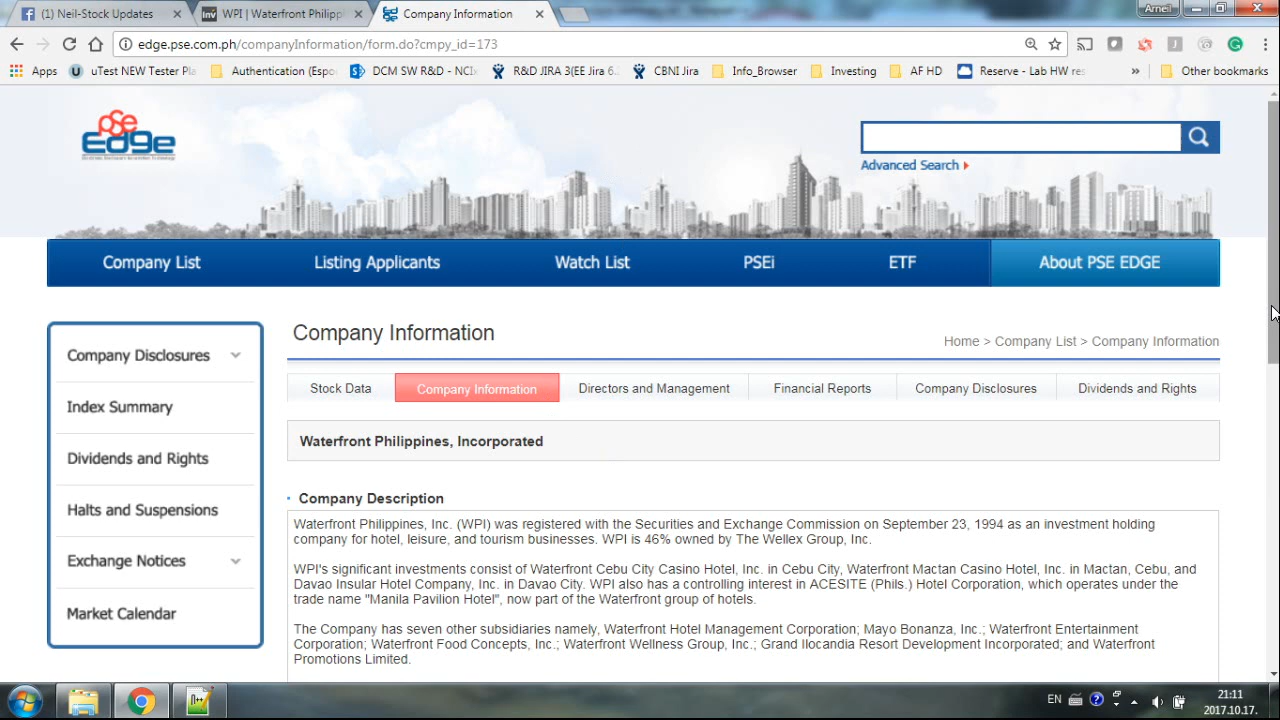 (1) Neil-Stock Updates
WPI | Waterfront Philipp
Company Information
Arneil
edge.pse.com.ph/companyInformation/form.do?cmpy_id=173
Apps
uTest NEW Tester Pla
Authentication (Espo
DCM SW R&D - NCI
R&D JIRA 3(EE Jira 6.
CBNI Jira
Info_Browser
Investing
AF HD
Reserve - Lab HW res
»
Other bookmarks
PSE
EDGE
Advanced Search
Company List
Listing Applicants
Watch List
PSEi
ETF
About PSE EDGE
Company Disclosures
Index Summary
Dividends and Rights
Halts and Suspensions
Exchange Notices
Market Calendar
Company Information
Home > Company List > Company Information
Stock Data
Company Information
Directors and Management
Financial Reports
Company Disclosures
Dividends and Rights
Waterfront Philippines, Incorporated
Company Description
Waterfront Philippines, Inc. (WPI) was registered with the Securities and Exchange Commission on September 23, 1994 as an investment holding
company for hotel, leisure, and tourism businesses. WPI is 46% owned by The Wellex Group, Inc.
WPI's significant investments consist of Waterfront Cebu City Casino Hotel, Inc. in Cebu City, Waterfront Mactan Casino Hotel, Inc. in Mactan, Cebu, and
Davao Insular Hotel Company, Inc. in Davao City. WPI also has a controlling interest in ACESITE (Phils.) Hotel Corporation, which operates under the
trade name "Manila Pavilion Hotel", now part of the Waterfront group of hotels.
The Company has seven other subsidiaries namely, Waterfront Hotel Management Corporation; Mayo Bonanza, Inc.; Waterfront Entertainment
Corporation; Waterfront Food Concepts, Inc.; Waterfront Wellness Group, Inc.; Grand Ilocandia Resort Development Incorporated; and Waterfront
Promotions Limited.
EN
21:11
2017.10.17.